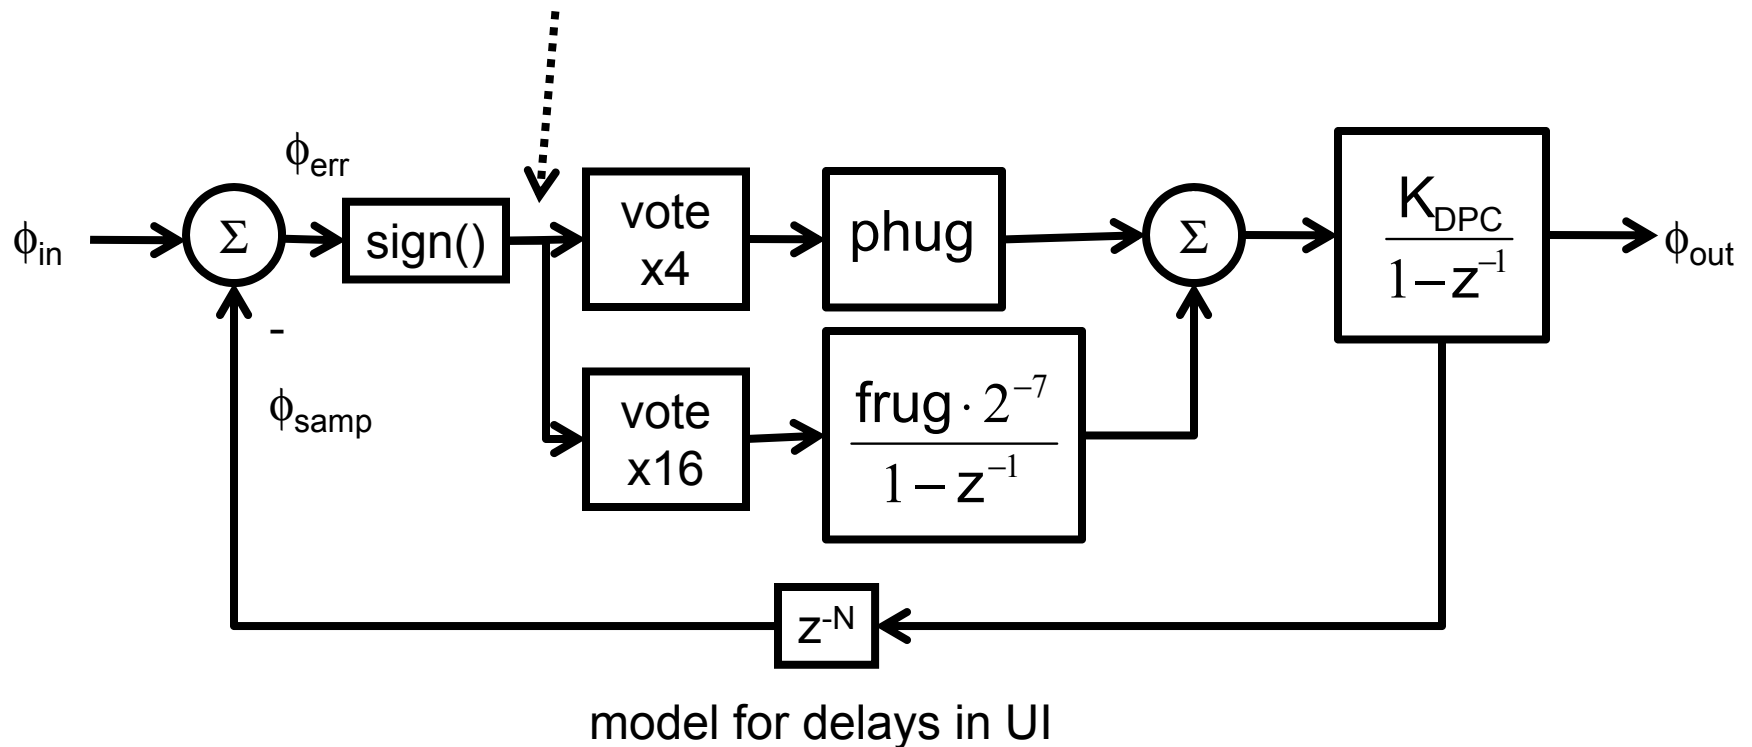 ϕerr
ϕin
Σ
sign()
vote
x4
phug
Σ
KDPC
1−z⁻¹
ϕout
-
ϕsamp
vote
x16
frug · 2⁻⁷
1−z⁻¹
z-N
model for delays in UI